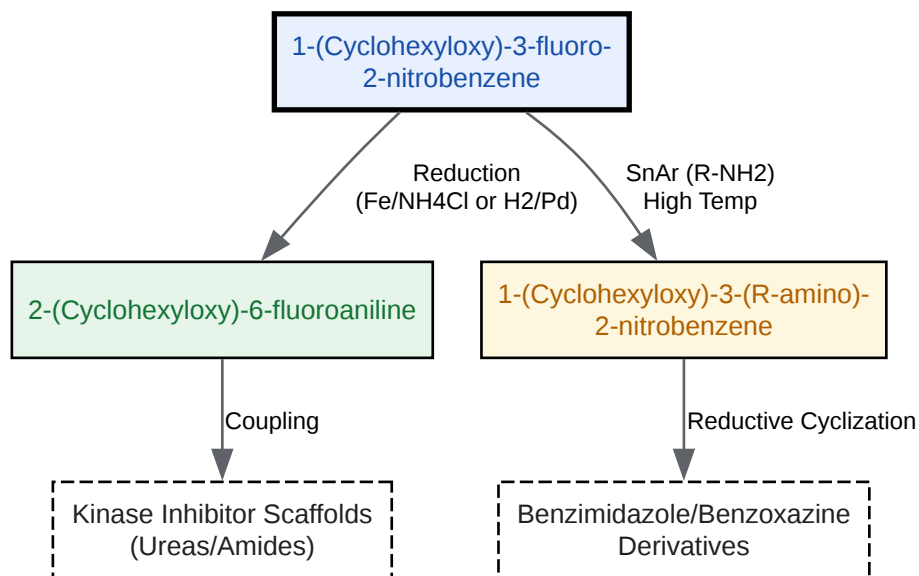 1-(Cyclohexyloxy)-3-fluoro-
2-nitrobenzene
Reduction
(Fe/NH4Cl or H2/Pd)
SnAr (R-NH2)
High Temp
2-(Cyclohexyloxy)-6-fluoroaniline
1-(Cyclohexyloxy)-3-(R-amino)-
2-nitrobenzene
Coupling
Reductive Cyclization
Kinase Inhibitor Scaffolds
(Ureas/Amides)
Benzimidazole/Benzoxazine
Derivatives